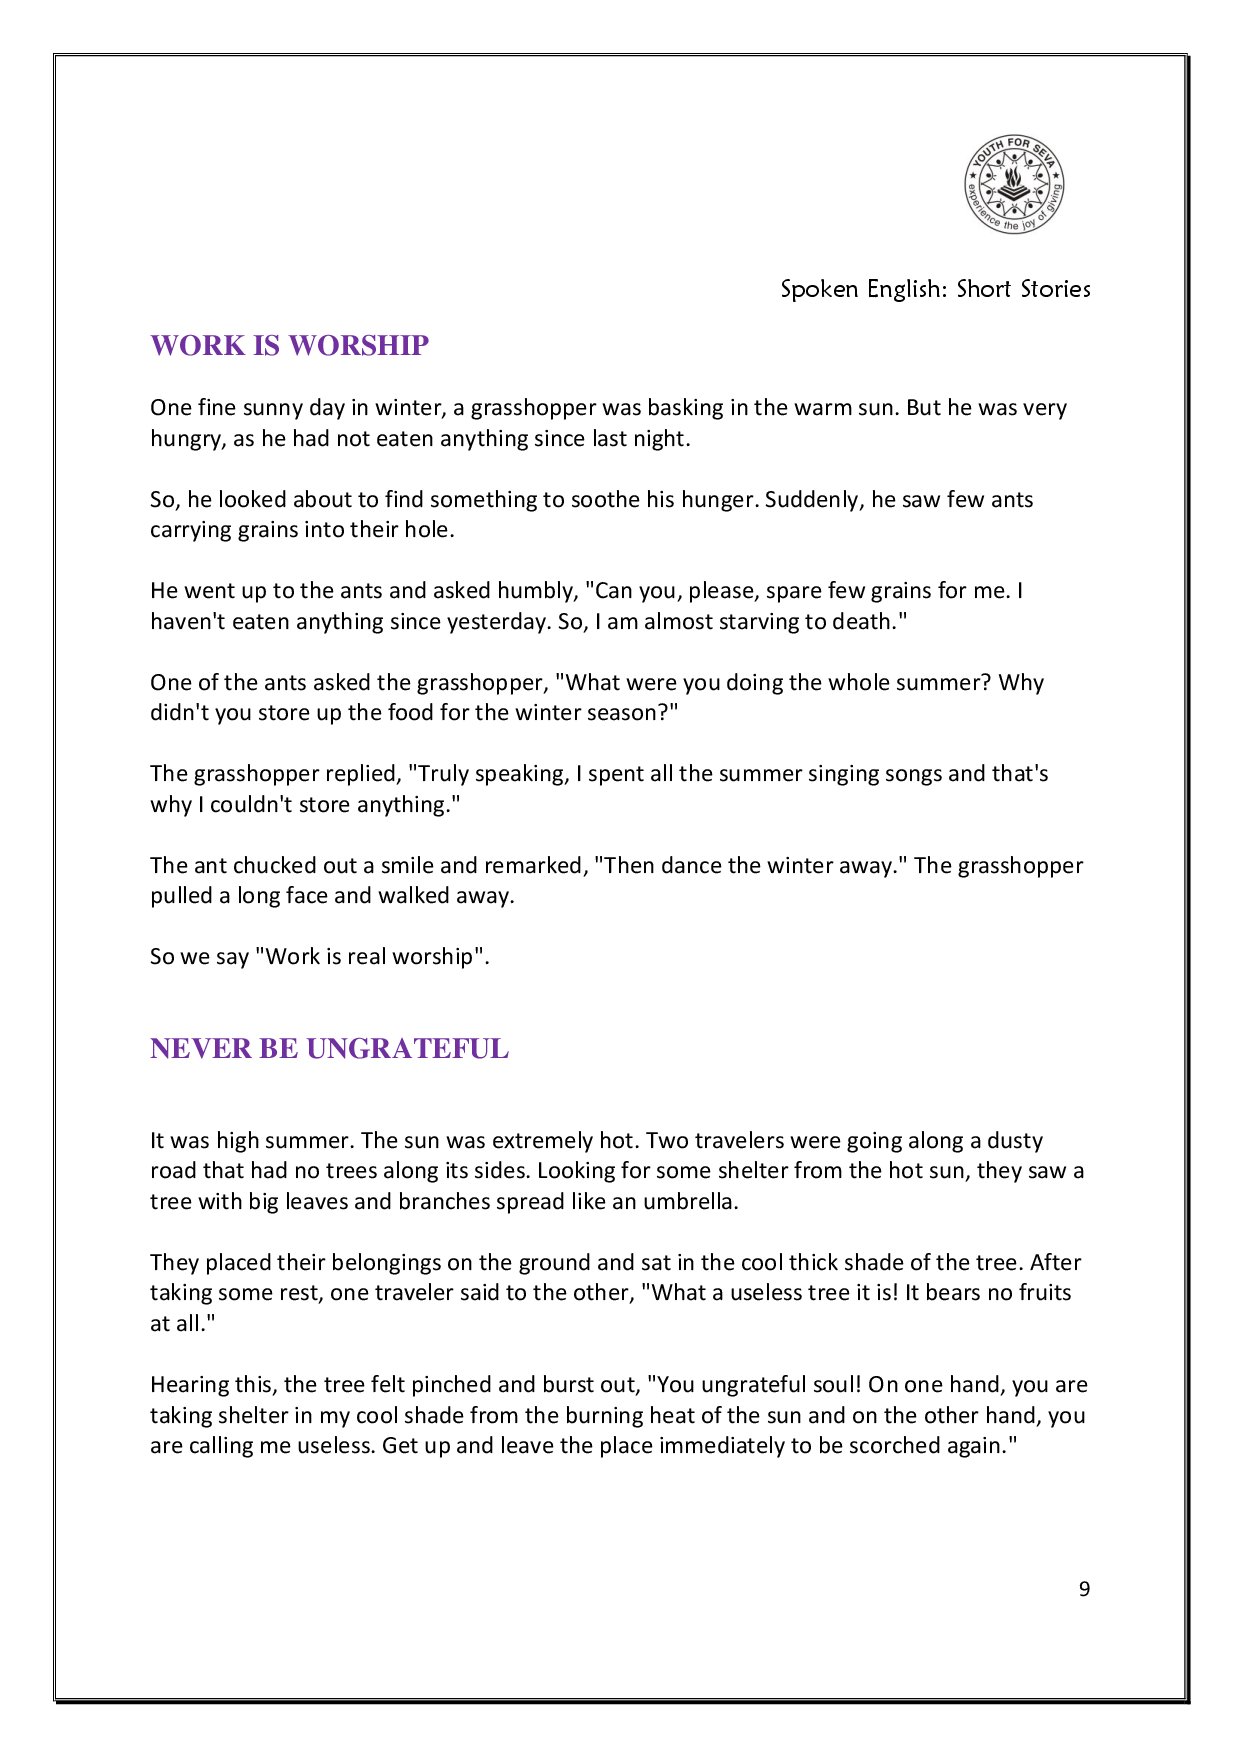 YOUTH FOR SEVA
experience the joy of giving
Spoken English: Short Stories
WORK IS WORSHIP
One fine sunny day in winter, a grasshopper was basking in the warm sun. But he was very
hungry, as he had not eaten anything since last night.
So, he looked about to find something to soothe his hunger. Suddenly, he saw few ants
carrying grains into their hole.
He went up to the ants and asked humbly, "Can you, please, spare few grains for me. I
haven't eaten anything since yesterday. So, I am almost starving to death."
One of the ants asked the grasshopper, "What were you doing the whole summer? Why
didn't you store up the food for the winter season?"
The grasshopper replied, "Truly speaking, I spent all the summer singing songs and that's
why I couldn't store anything."
The ant chucked out a smile and remarked, "Then dance the winter away." The grasshopper
pulled a long face and walked away.
So we say "Work is real worship".
NEVER BE UNGRATEFUL
It was high summer. The sun was extremely hot. Two travelers were going along a dusty
road that had no trees along its sides. Looking for some shelter from the hot sun, they saw a
tree with big leaves and branches spread like an umbrella.
They placed their belongings on the ground and sat in the cool thick shade of the tree. After
taking some rest, one traveler said to the other, "What a useless tree it is! It bears no fruits
at all."
Hearing this, the tree felt pinched and burst out, "You ungrateful soul! On one hand, you are
taking shelter in my cool shade from the burning heat of the sun and on the other hand, you
are calling me useless. Get up and leave the place immediately to be scorched again."
9